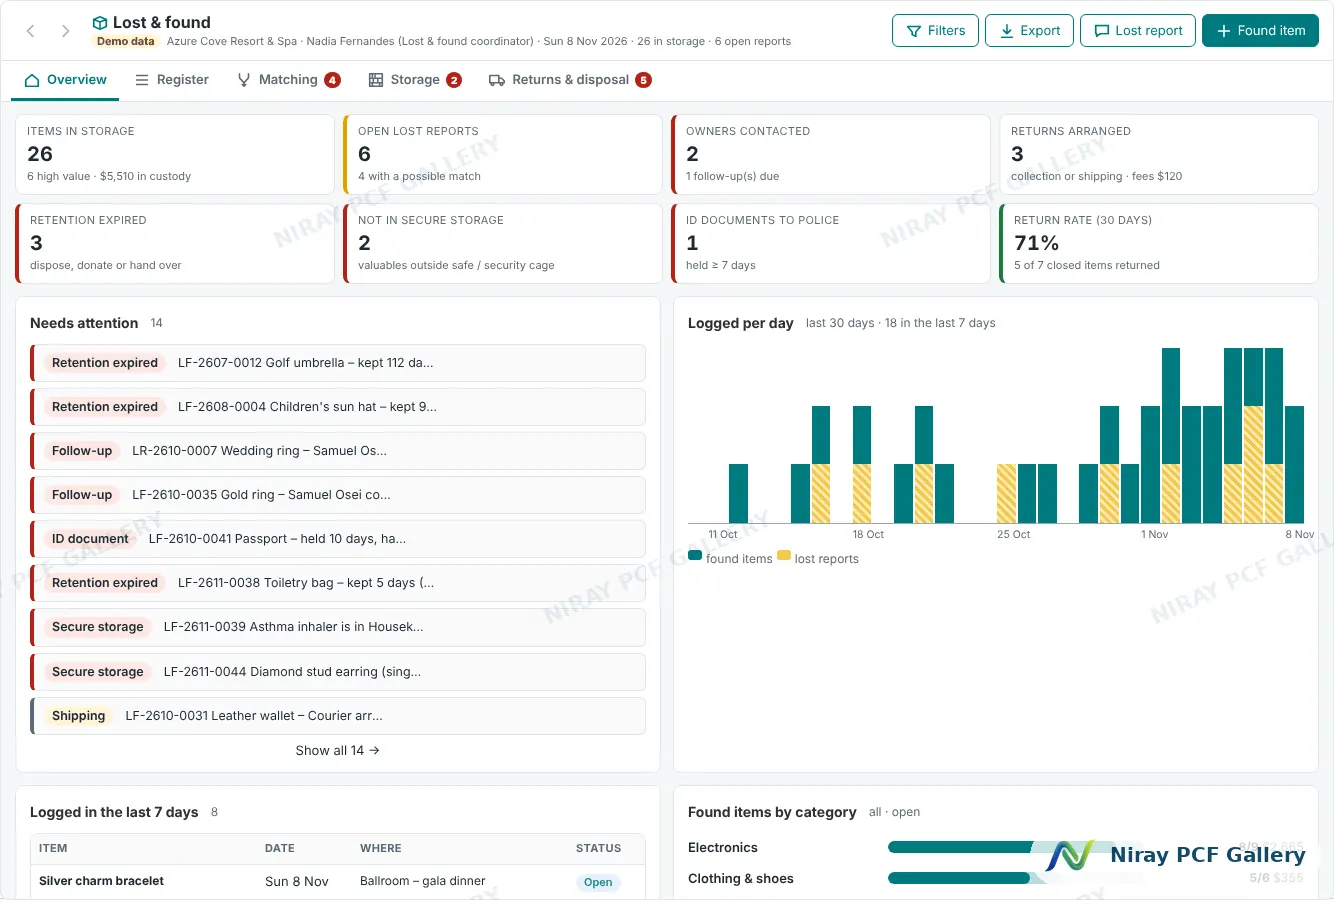 Lost & found
Demo data Azure Cove Resort & Spa · Nadia Fernandes (Lost & found coordinator) · Sun 8 Nov 2026 · 26 in storage · 6 open reports
Filters
Export
Lost report
Found item
Overview
Register
Matching 4
Storage 2
Returns & disposal 5
ITEMS IN STORAGE
26
6 high value · $5,510 in custody
OPEN LOST REPORTS
6
4 with a possible match
OWNERS CONTACTED
2
1 follow-up(s) due
RETURNS ARRANGED
3
collection or shipping · fees $120
RETENTION EXPIRED
3
dispose, donate or hand over
NOT IN SECURE STORAGE
2
valuables outside safe / security cage
ID DOCUMENTS TO POLICE
1
held ≥ 7 days
RETURN RATE (30 DAYS)
71%
5 of 7 closed items returned
Needs attention 14
Retention expired LF-2607-0012 Golf umbrella – kept 112 da...
Retention expired LF-2608-0004 Children's sun hat – kept 9...
Follow-up LR-2610-0007 Wedding ring – Samuel Os...
Follow-up LF-2610-0035 Gold ring – Samuel Osei co...
ID document LF-2610-0041 Passport – held 10 days, ha...
Retention expired LF-2611-0038 Toiletry bag – kept 5 days (...
Secure storage LF-2611-0039 Asthma inhaler is in Housek...
Secure storage LF-2611-0044 Diamond stud earring (sing...
Shipping LF-2610-0031 Leather wallet – Courier arr...
Show all 14 →
Logged per day last 30 days · 18 in the last 7 days
11 Oct 18 Oct 25 Oct 1 Nov 8 Nov
found items lost reports
Logged in the last 7 days 8
ITEM DATE WHERE STATUS
Silver charm bracelet Sun 8 Nov Ballroom – gala dinner Open
Found items by category all · open
Electronics
Clothing & shoes 5/6 $355
Niray PCF Gallery
NIRAY PCF GALLERY
NIRAY PCF GALLERY
NIRAY PCF GALLERY
NIRAY PCF GALLERY